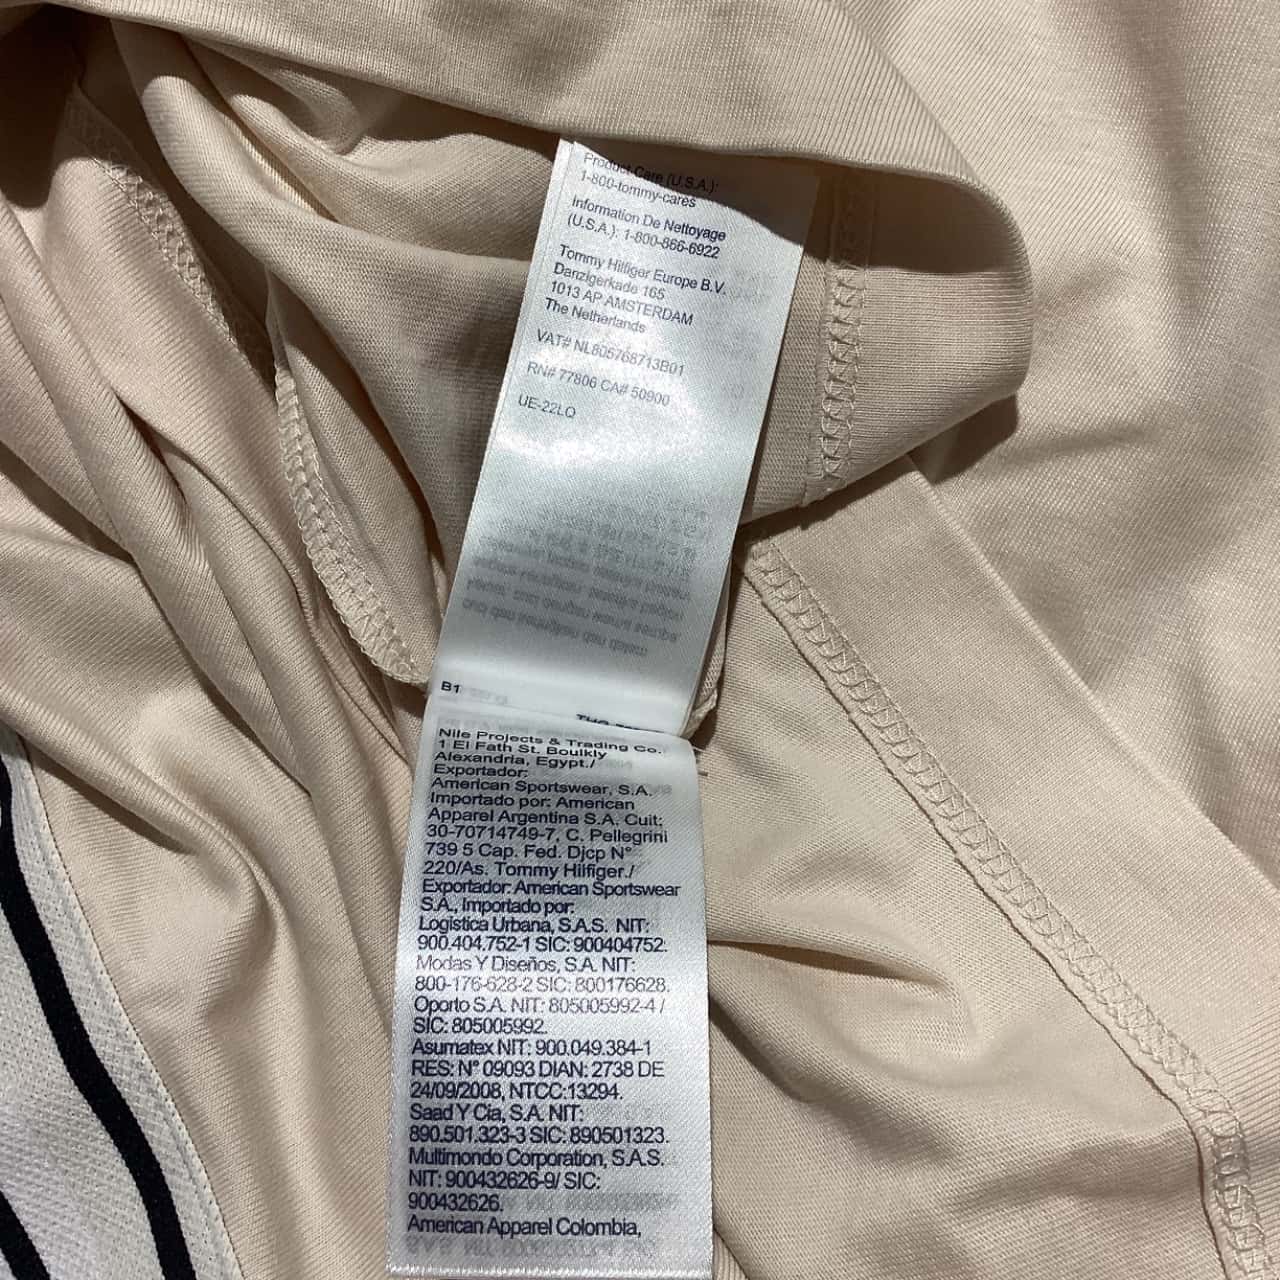 Product Care (U.S.A.):
1-800-tommy-cares
Information De Nettoyage
(U.S.A.): 1-800-866-6922
Tommy Hilfiger Europe B.V.
Danzigerkade 165
1013 AP AMSTERDAM
The Netherlands
VAT# NL805768713B01
RN# 77806 CA# 50900
UE-22LQ
B1
Nile Projects & Trading Co.
1 El Fath St. Boulkly
Alexandria, Egypt./
Exportador:
American Sportswear, S.A.
Importado por: American
Apparel Argentina S.A. Cuit:
30-70714749-7, C. Pellegrini
739 5 Cap. Fed. Djcp N°
220/As. Tommy Hilfiger./
Exportador: American Sportswear
S.A., Importado por:
Logistica Urbana, S.A.S. NIT:
900.404.752-1 SIC: 900404752.
Modas Y Diseños, S.A. NIT:
800-176-628-2 SIC: 800176628.
Oporto S.A. NIT: 805005992-4 /
SIC: 805005992.
Asumatex NIT: 900.049.384-1
RES: N° 09093 DIAN: 2738 DE
24/09/2008, NTCC:13294.
Saad Y Cia, S.A. NIT:
890.501.323-3 SIC: 890501323.
Multimondo Corporation, S.A.S.
NIT: 900432626-9/ SIC:
900432626.
American Apparel Colombia,